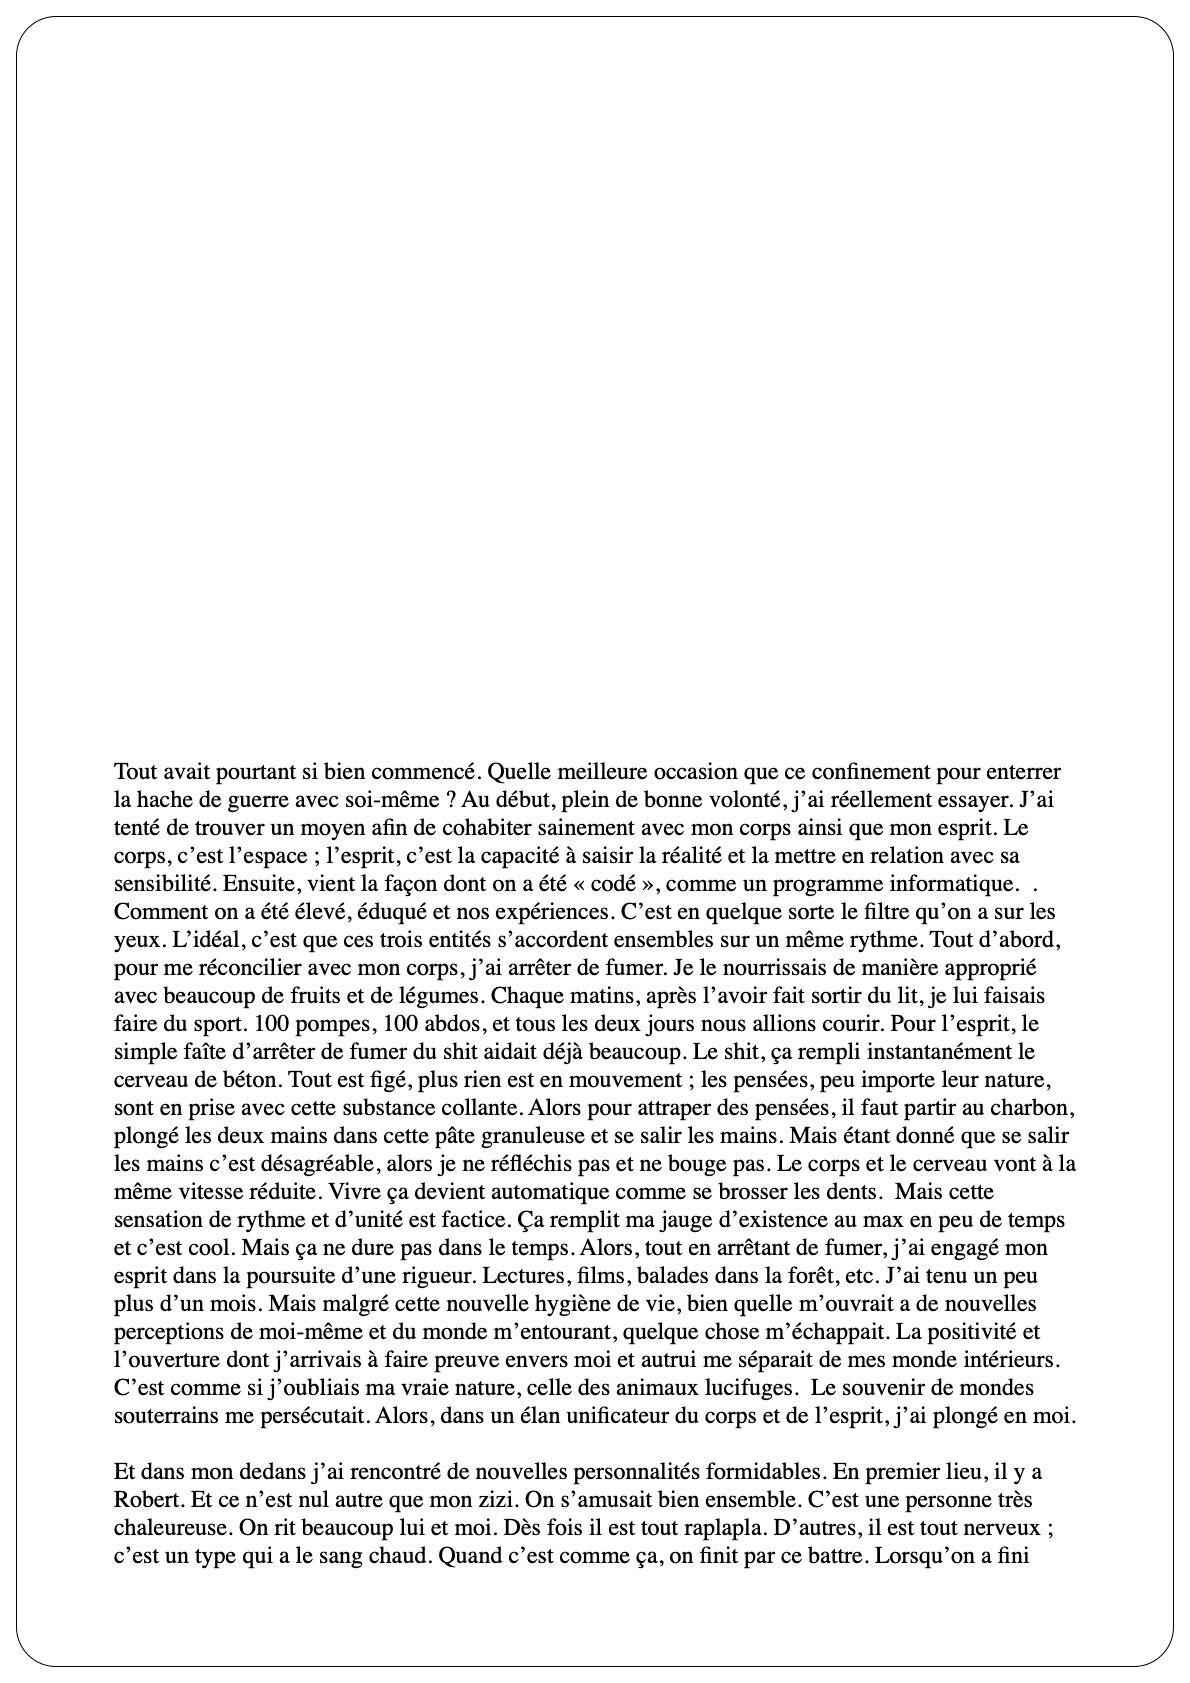 Tout avait pourtant si bien commencé. Quelle meilleure occasion que ce confinement pour enterrer
la hache de guerre avec soi-même ? Au début, plein de bonne volonté, j’ai réellement essayer. J’ai
tenté de trouver un moyen afin de cohabiter sainement avec mon corps ainsi que mon esprit. Le
corps, c’est l’espace ; l’esprit, c’est la capacité à saisir la réalité et la mettre en relation avec sa
sensibilité. Ensuite, vient la façon dont on a été « codé », comme un programme informatique.  .
Comment on a été élevé, éduqué et nos expériences. C’est en quelque sorte le filtre qu’on a sur les
yeux. L’idéal, c’est que ces trois entités s’accordent ensembles sur un même rythme. Tout d’abord,
pour me réconcilier avec mon corps, j’ai arrêter de fumer. Je le nourrissais de manière approprié
avec beaucoup de fruits et de légumes. Chaque matins, après l’avoir fait sortir du lit, je lui faisais
faire du sport. 100 pompes, 100 abdos, et tous les deux jours nous allions courir. Pour l’esprit, le
simple faîte d’arrêter de fumer du shit aidait déjà beaucoup. Le shit, ça rempli instantanément le
cerveau de béton. Tout est figé, plus rien est en mouvement ; les pensées, peu importe leur nature,
sont en prise avec cette substance collante. Alors pour attraper des pensées, il faut partir au charbon,
plongé les deux mains dans cette pâte granuleuse et se salir les mains. Mais étant donné que se salir
les mains c’est désagréable, alors je ne réfléchis pas et ne bouge pas. Le corps et le cerveau vont à la
même vitesse réduite. Vivre ça devient automatique comme se brosser les dents.  Mais cette
sensation de rythme et d’unité est factice. Ça remplit ma jauge d’existence au max en peu de temps
et c’est cool. Mais ça ne dure pas dans le temps. Alors, tout en arrêtant de fumer, j’ai engagé mon
esprit dans la poursuite d’une rigueur. Lectures, films, balades dans la forêt, etc. J’ai tenu un peu
plus d’un mois. Mais malgré cette nouvelle hygiène de vie, bien quelle m’ouvrait a de nouvelles
perceptions de moi-même et du monde m’entourant, quelque chose m’échappait. La positivité et
l’ouverture dont j’arrivais à faire preuve envers moi et autrui me séparait de mes monde intérieurs.
C’est comme si j’oubliais ma vraie nature, celle des animaux lucifuges.  Le souvenir de mondes
souterrains me persécutait. Alors, dans un élan unificateur du corps et de l’esprit, j’ai plongé en moi.
Et dans mon dedans j’ai rencontré de nouvelles personnalités formidables. En premier lieu, il y a
Robert. Et ce n’est nul autre que mon zizi. On s’amusait bien ensemble. C’est une personne très
chaleureuse. On rit beaucoup lui et moi. Dès fois il est tout raplapla. D’autres, il est tout nerveux ;
c’est un type qui a le sang chaud. Quand c’est comme ça, on finit par ce battre. Lorsqu’on a fini